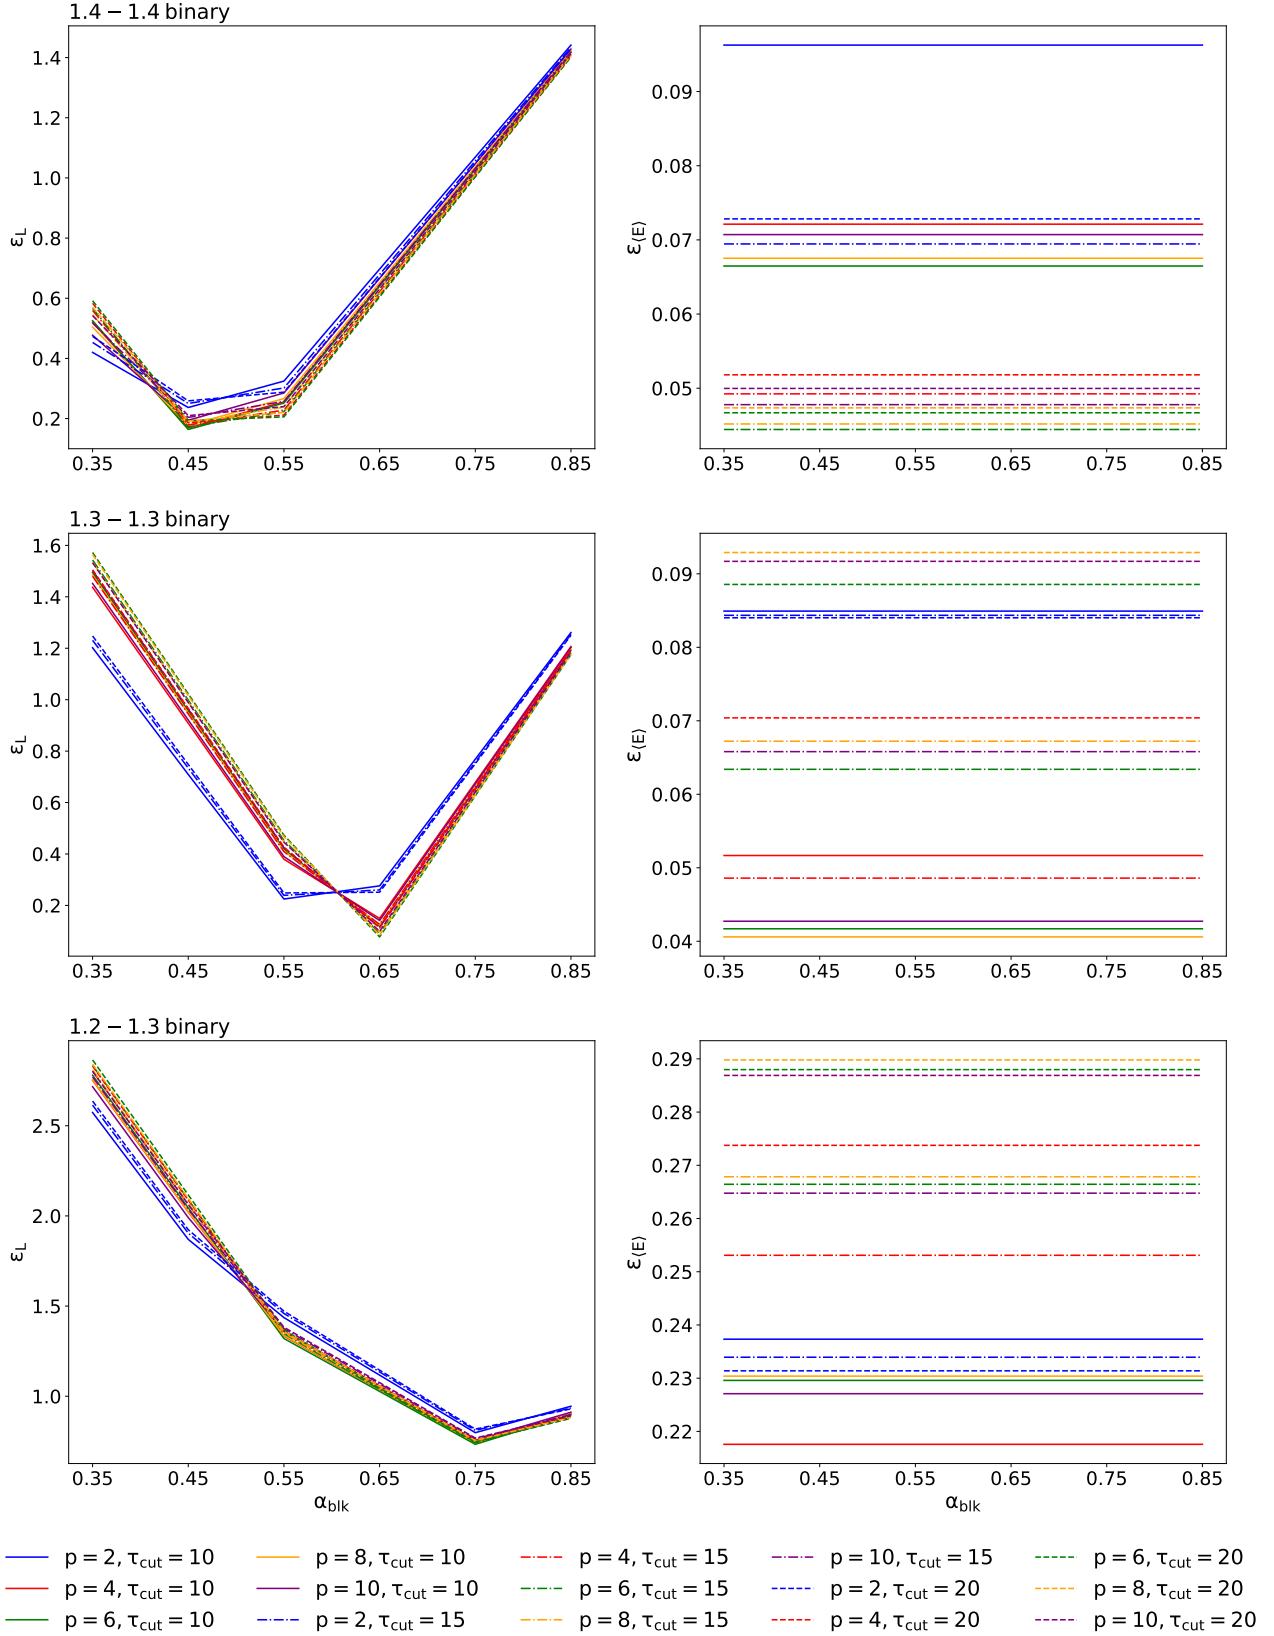 1.4 − 1.4 binary
1.4
1.2
1.0
0.8
0.6
0.4
0.2
ε_L
0.35 0.45 0.55 0.65 0.75 0.85
0.09
0.08
0.07
0.06
0.05
ε_⟨E⟩
0.35 0.45 0.55 0.65 0.75 0.85
1.3 − 1.3 binary
1.6
1.4
1.2
1.0
0.8
0.6
0.4
0.2
ε_L
0.35 0.45 0.55 0.65 0.75 0.85
0.09
0.08
0.07
0.06
0.05
0.04
ε_⟨E⟩
0.35 0.45 0.55 0.65 0.75 0.85
1.2 − 1.3 binary
2.5
2.0
1.5
1.0
ε_L
0.35 0.45 0.55 0.65 0.75 0.85
α_blk
0.29
0.28
0.27
0.26
0.25
0.24
0.23
0.22
ε_⟨E⟩
0.35 0.45 0.55 0.65 0.75 0.85
α_blk
p = 2, τ_cut = 10
p = 4, τ_cut = 10
p = 6, τ_cut = 10
p = 8, τ_cut = 10
p = 10, τ_cut = 10
p = 2, τ_cut = 15
p = 4, τ_cut = 15
p = 6, τ_cut = 15
p = 8, τ_cut = 15
p = 10, τ_cut = 15
p = 2, τ_cut = 20
p = 4, τ_cut = 20
p = 6, τ_cut = 20
p = 8, τ_cut = 20
p = 10, τ_cut = 20